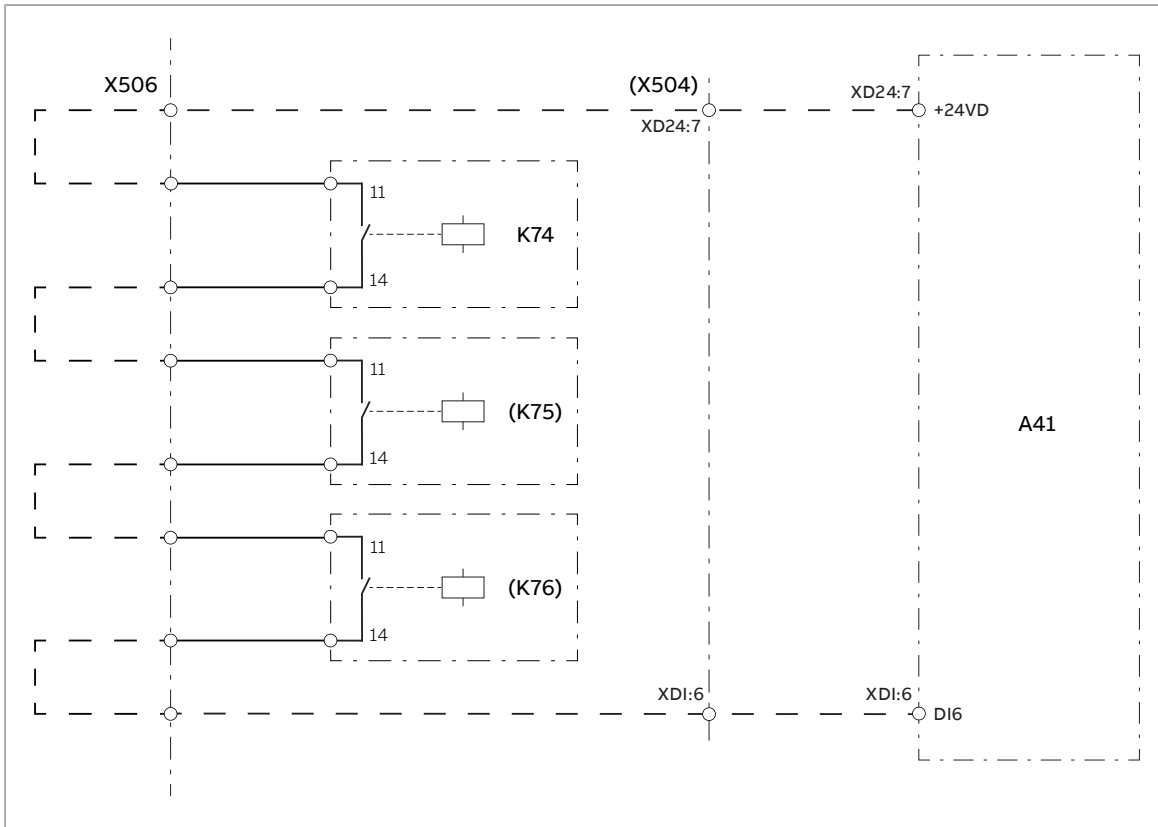 X506
(X504)
XD24:7
XD24:7
+24VD
11
K74
14
11
(K75)
14
A41
11
(K76)
14
XDI:6
XDI:6
DI6